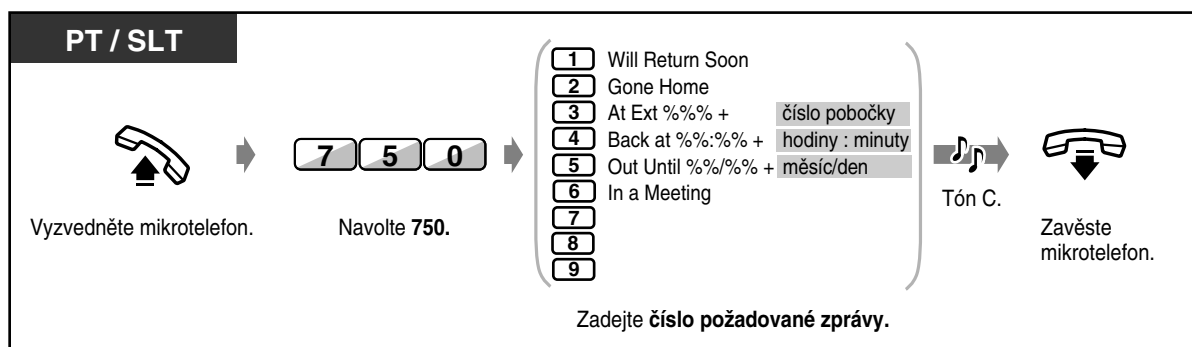 PT / SLT
1 Will Return Soon
2 Gone Home
3 At Ext %%% + číslo pobočky
4 Back at %%:%% + hodiny : minuty
5 Out Until %%/%% + měsíc/den
6 In a Meeting
7
8
9
7 5 0
Vyzvedněte mikrotelefon.
Navolte 750.
Zadejte číslo požadované zprávy.
Tón C.
Zavěste
mikrotelefon.